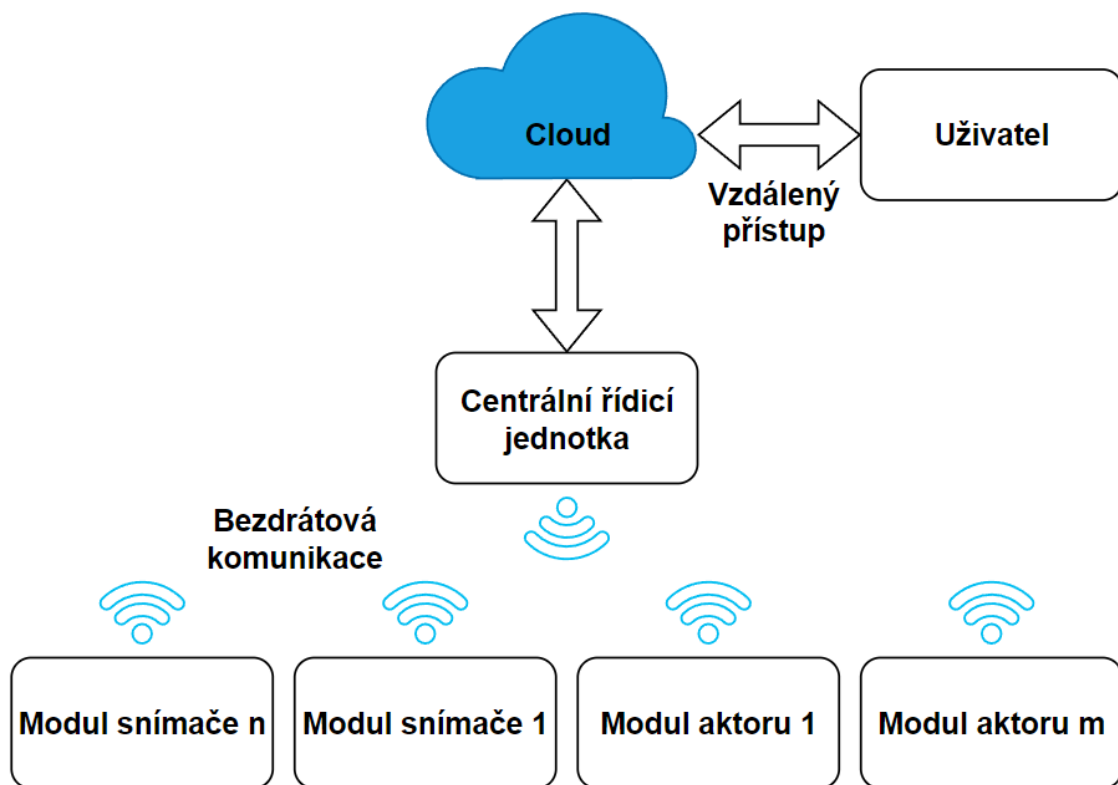 Cloud
Uživatel
Vzdálený
přístup
Centrální řídicí
jednotka
Bezdrátová
komunikace
Modul snímače n
Modul snímače 1
Modul aktoru 1
Modul aktoru m